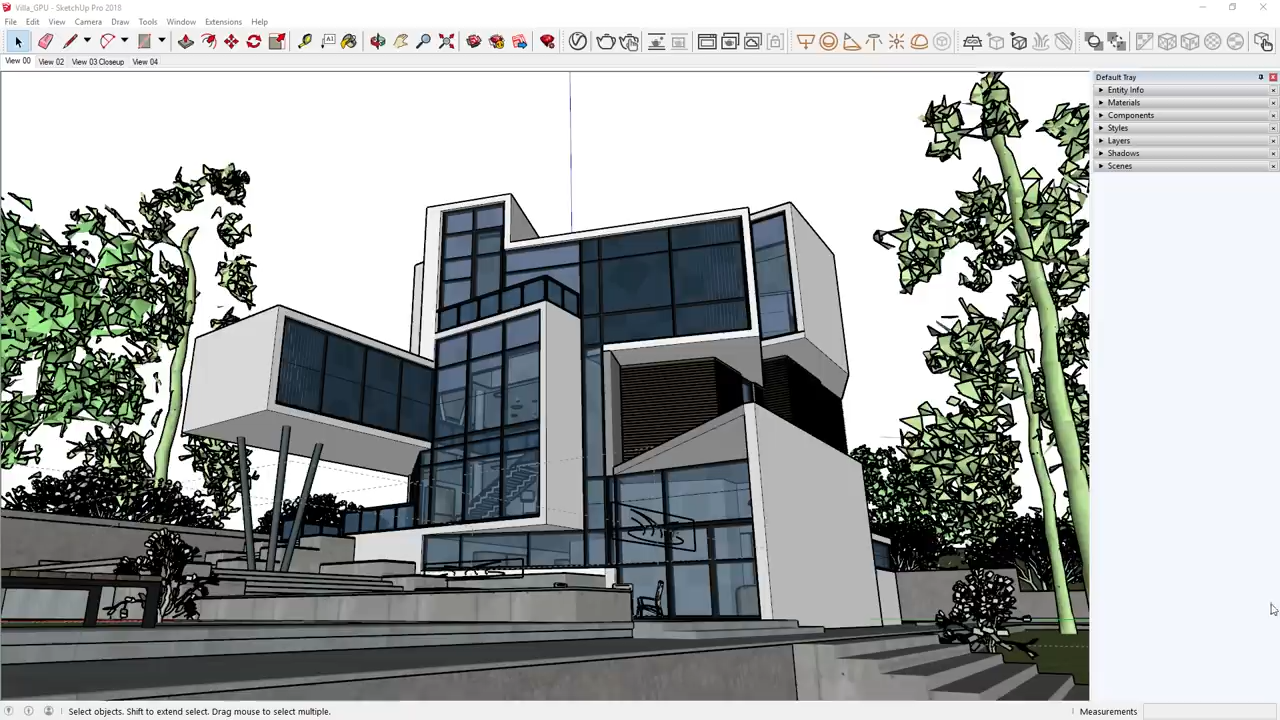 Villa_GPU - SketchUp Pro 2018
File Edit View Camera Draw Tools Window Extensions Help
View 00 View 02 View 03 Closeup View 04
Default Tray
Entity Info
Materials
Components
Styles
Layers
Shadows
Scenes
Select objects. Shift to extend select. Drag mouse to select multiple.
Measurements